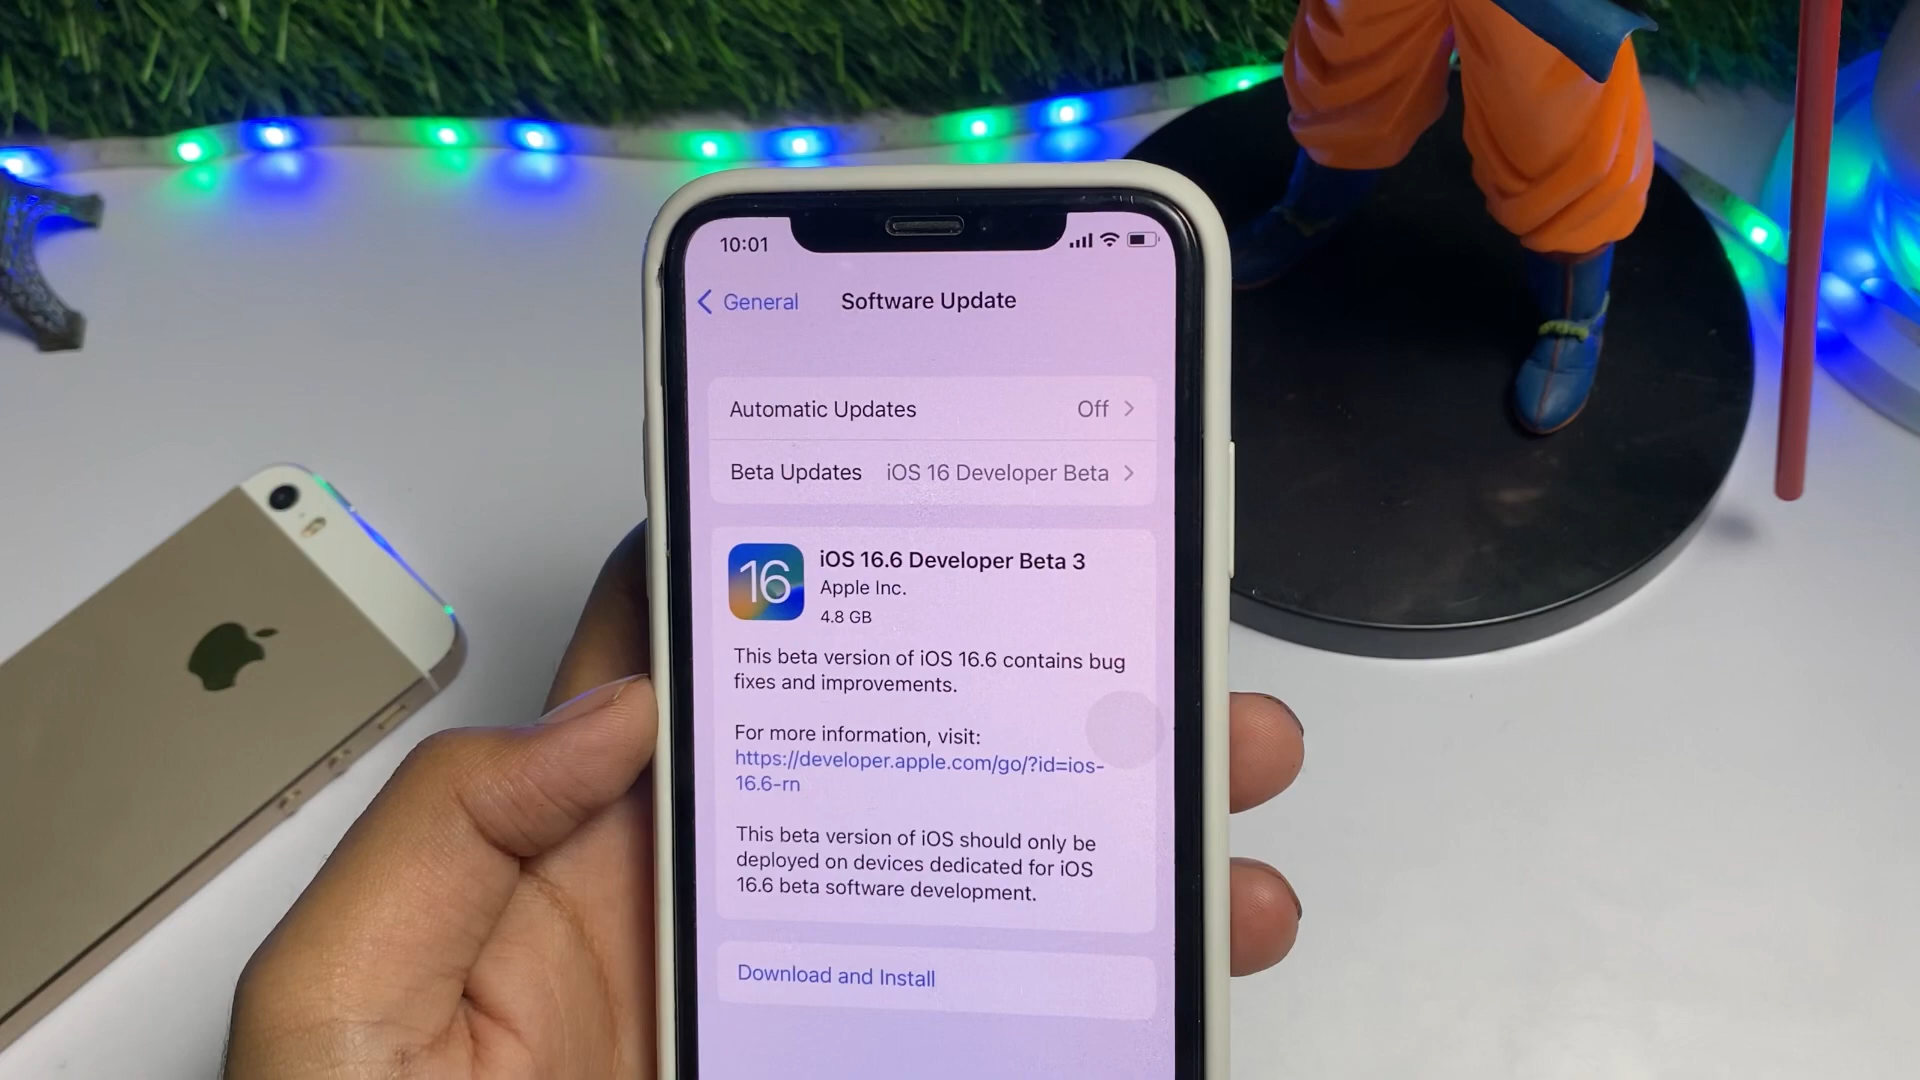 10:01
General
Software Update
Automatic Updates Off
Beta Updates iOS 16 Developer Beta
16
iOS 16.6 Developer Beta 3
Apple Inc.
4.8 GB
This beta version of iOS 16.6 contains bug
fixes and improvements.
For more information, visit:
https://developer.apple.com/go/?id=ios-
16.6-rn
This beta version of iOS should only be
deployed on devices dedicated for iOS
16.6 beta software development.
Download and Install